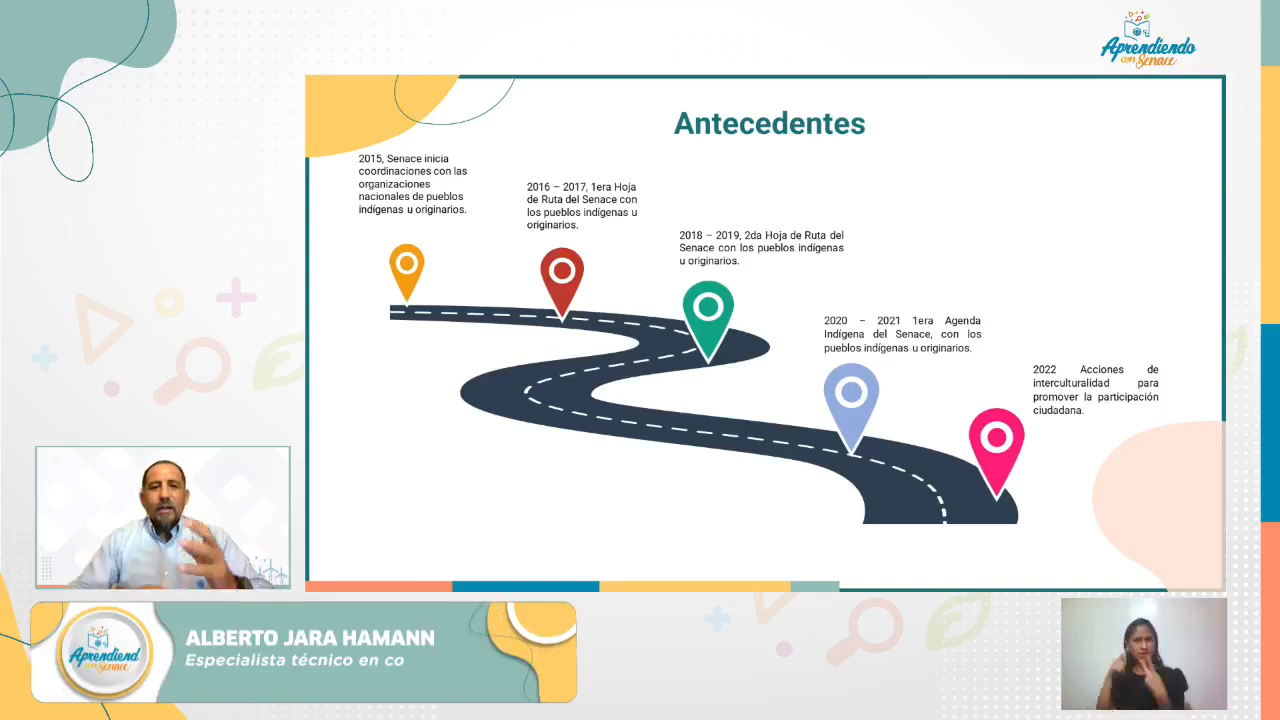 Aprendiendo
con Senace
Antecedentes
2015, Senace inicia
coordinaciones con las
organizaciones
nacionales de pueblos
indígenas u originarios.
2016 – 2017, 1era Hoja
de Ruta del Senace con
los pueblos indígenas u
originarios.
2018 – 2019, 2da Hoja de Ruta del
Senace con los pueblos indígenas
u originarios.
2020 – 2021 1era Agenda
Indígena del Senace, con los
pueblos indígenas u originarios.
2022 Acciones de
interculturalidad para
promover la participación
ciudadana.
ALBERTO JARA HAMANN
Especialista técnico en co
Aprendiend
con Senace